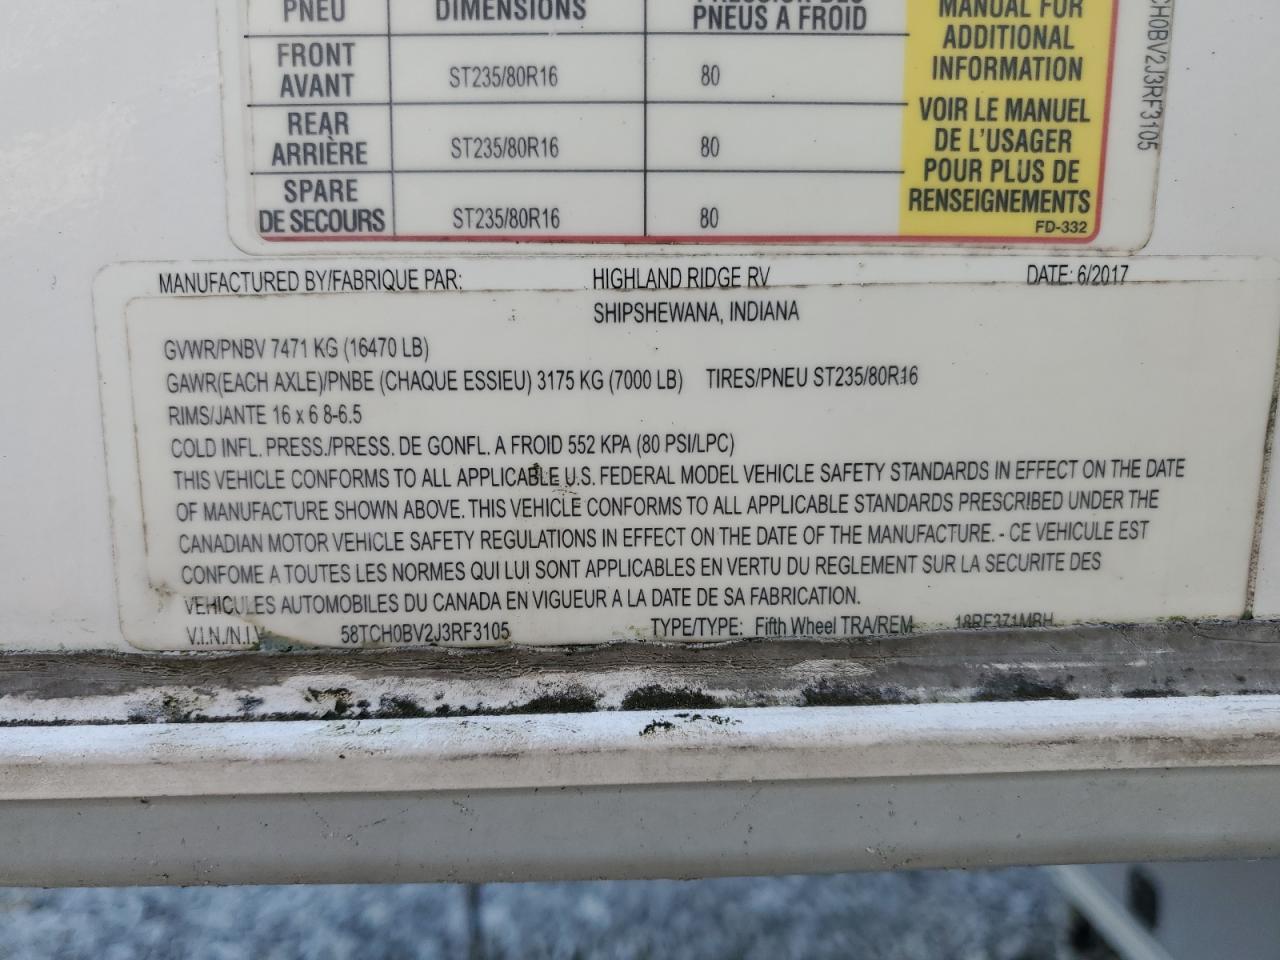 PNEU DIMENSIONS PNEUS A FROID
MANUAL FOR
ADDITIONAL
INFORMATION
FRONT
AVANT ST235/80R16 80
REAR
ARRIÈRE ST235/80R16 80
SPARE
DE SECOURS ST235/80R16 80
VOIR LE MANUEL
DE L'USAGER
POUR PLUS DE
RENSEIGNEMENTS
FD-332
CH0BV2J3RF3105
MANUFACTURED BY/FABRIQUE PAR: HIGHLAND RIDGE RV DATE: 6/2017
SHIPSHEWANA, INDIANA
GVWR/PNBV 7471 KG (16470 LB)
GAWR(EACH AXLE)/PNBE (CHAQUE ESSIEU) 3175 KG (7000 LB) TIRES/PNEU ST235/80R16
RIMS/JANTE 16 x 6 8-6.5
COLD INFL. PRESS./PRESS. DE GONFL. A FROID 552 KPA (80 PSI/LPC)
THIS VEHICLE CONFORMS TO ALL APPLICABLE U.S. FEDERAL MODEL VEHICLE SAFETY STANDARDS IN EFFECT ON THE DATE
OF MANUFACTURE SHOWN ABOVE. THIS VEHICLE CONFORMS TO ALL APPLICABLE STANDARDS PRESCRIBED UNDER THE
CANADIAN MOTOR VEHICLE SAFETY REGULATIONS IN EFFECT ON THE DATE OF THE MANUFACTURE. - CE VEHICULE EST
CONFOME A TOUTES LES NORMES QUI LUI SONT APPLICABLES EN VERTU DU REGLEMENT SUR LA SECURITE DES
VEHICULES AUTOMOBILES DU CANADA EN VIGUEUR A LA DATE DE SA FABRICATION.
V.I.N./N.I.V. 58TCH0BV2J3RF3105 TYPE/TYPE: Fifth Wheel TRA/REM 18RF371MBH